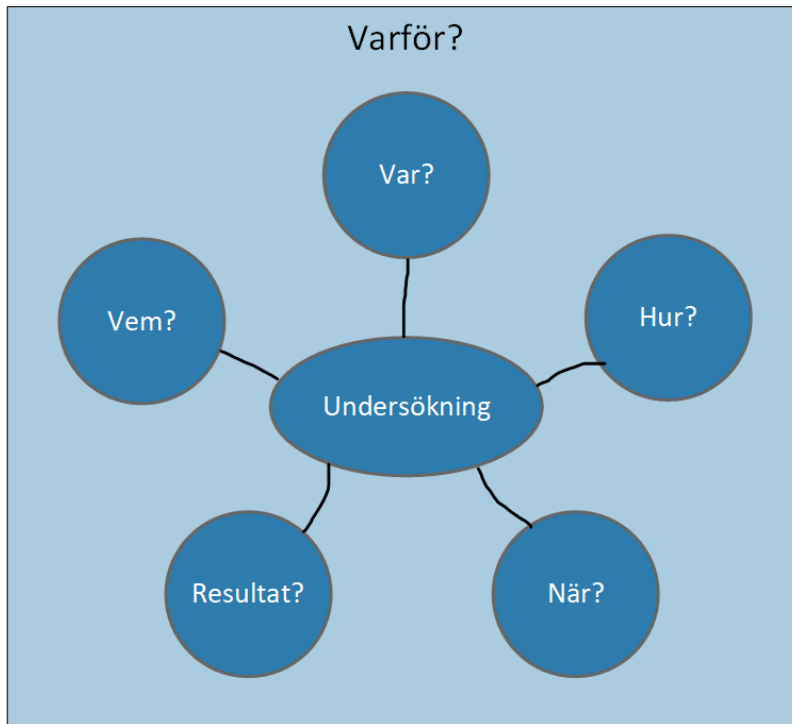 Varför?
Var?
Vem?
Hur?
Undersökning
Resultat?
När?